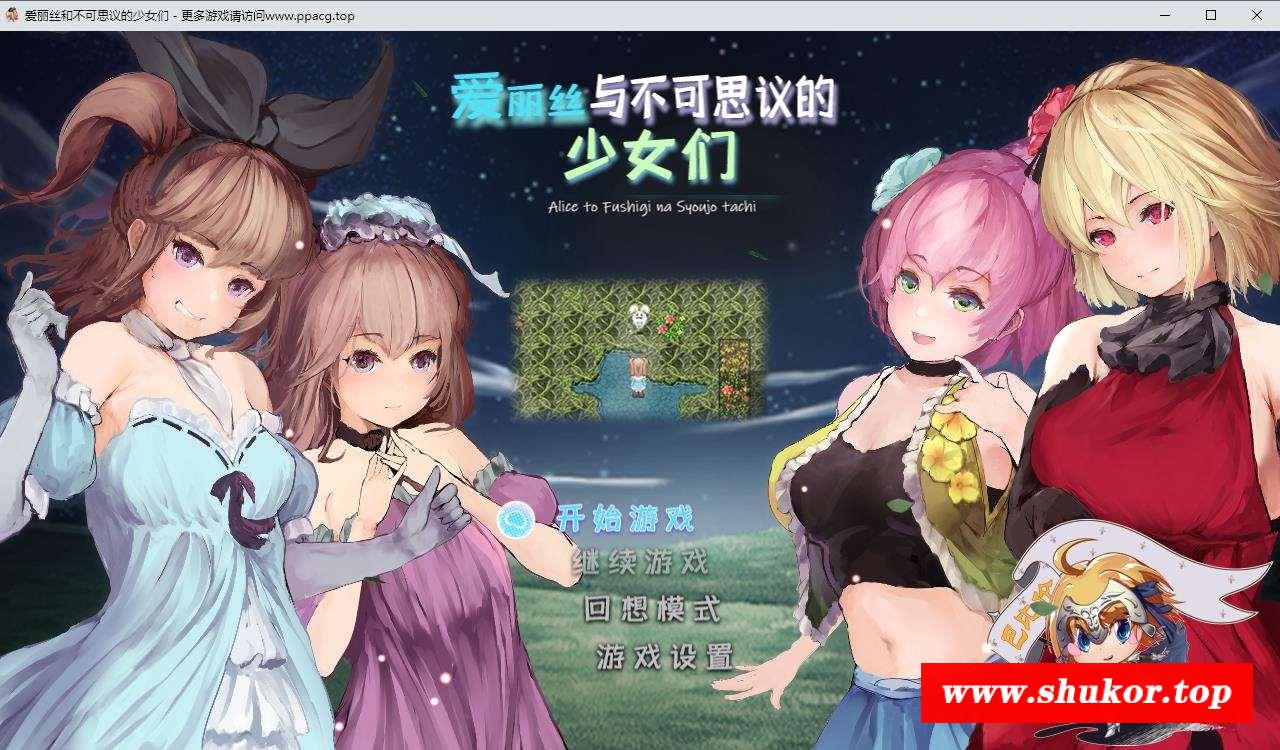 爱丽丝和不可思议的少女们 - 更多游戏请访问www.ppacg.top
爱丽丝与不可思议的
少女们
Alice to Fushigi na Syoujo tachi
开始游戏
继续游戏
回想模式
游戏设置
已汉化
www.shukor.top